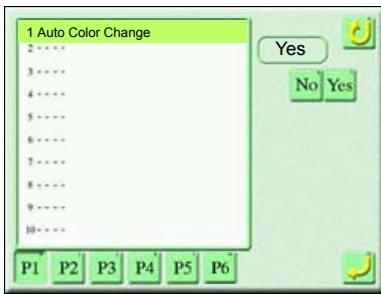 1 Auto Color Change
2 - - - -
3 - - - -
4 - - - -
5 - - - -
6 - - - -
7 - - - -
8 - - - -
9 - - - -
10 - - - -
Yes
No Yes
P1 P2 P3 P4 P5 P6